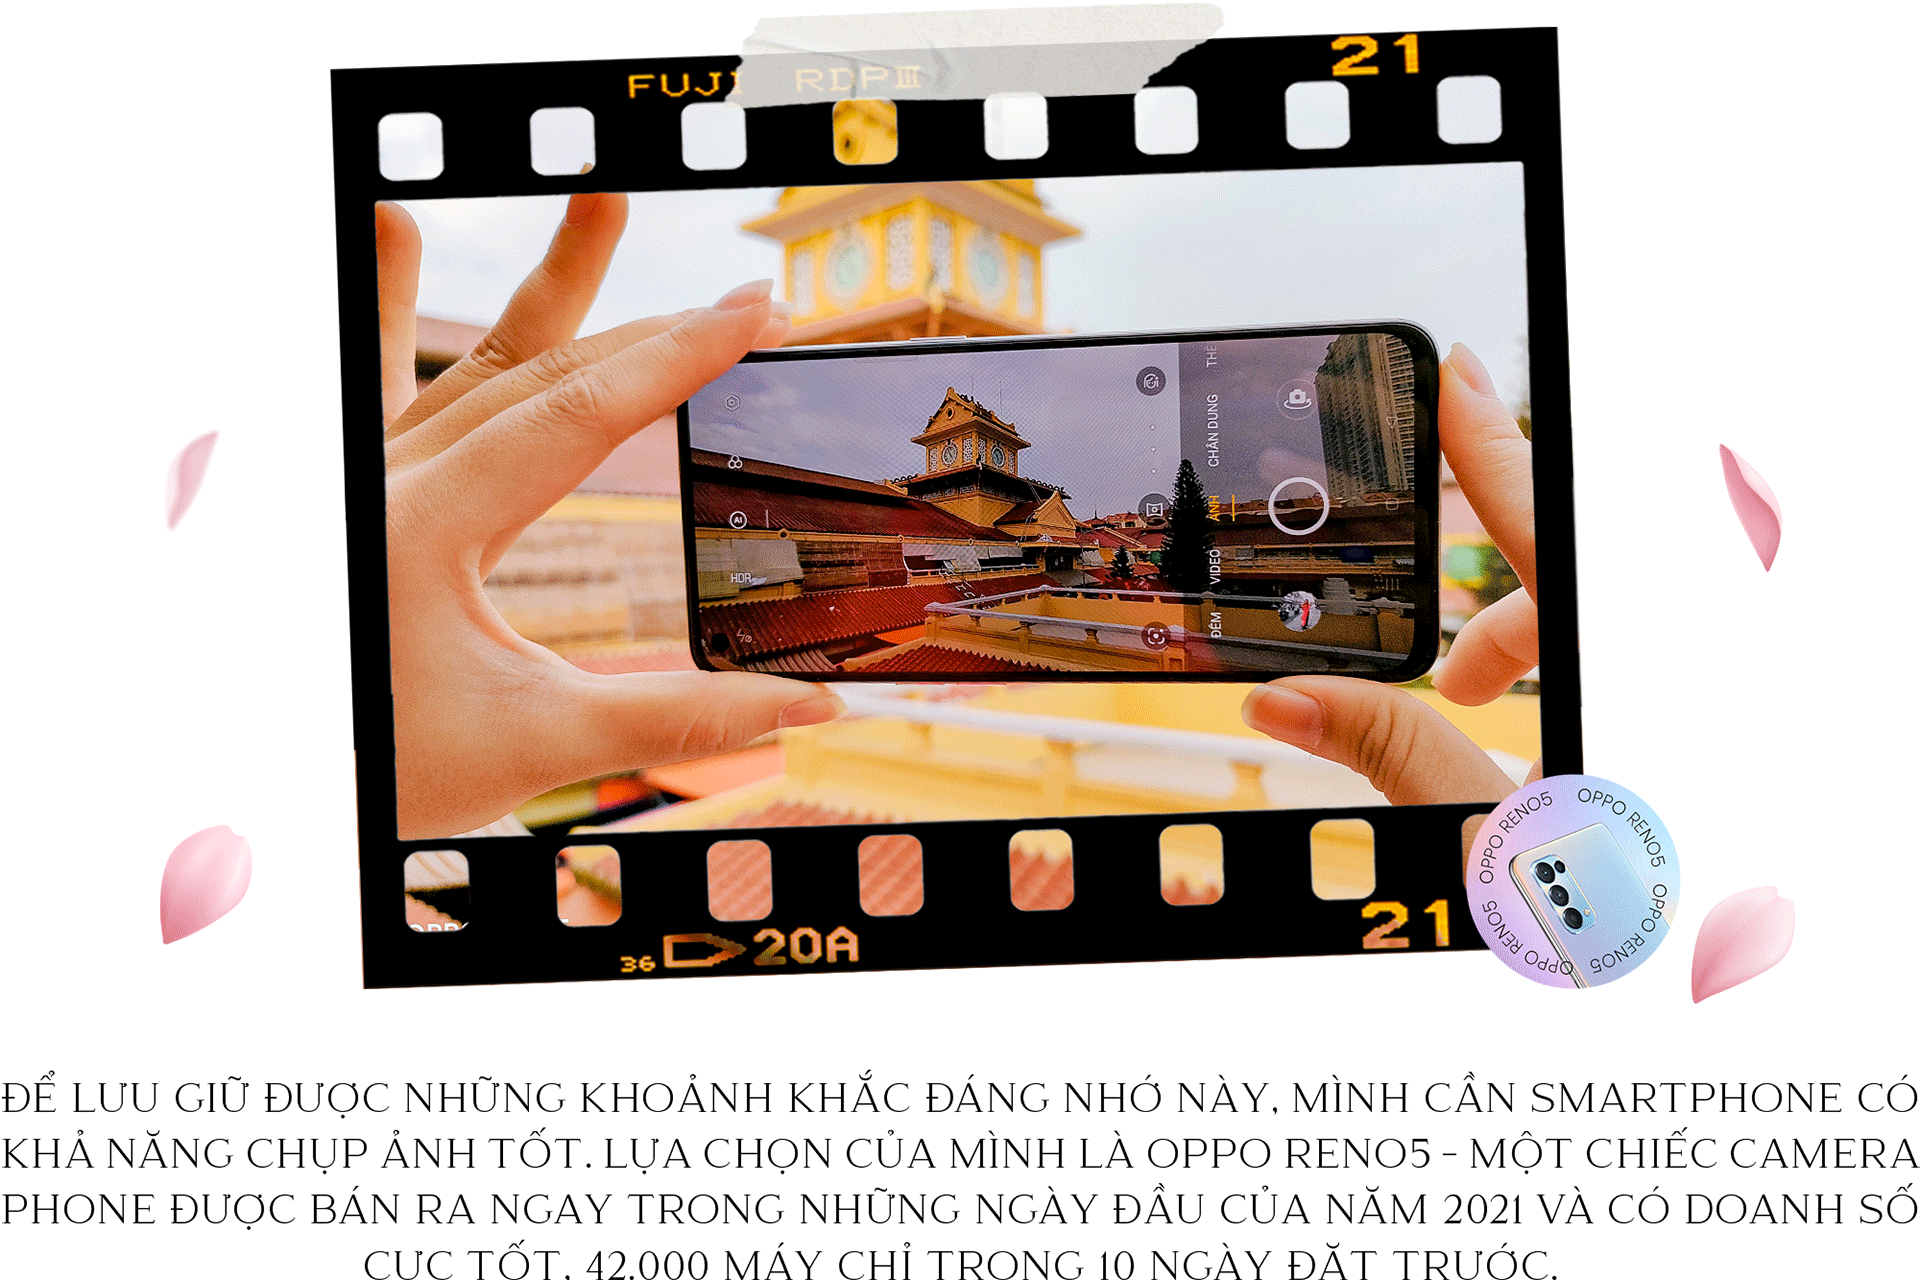 FUJI RDPIII
21
THẺ
CHÂN DUNG
ẢNH
VIDEO
ĐÊM
AI
HDR
36 20A
21
OPPO RENO5 OPPO RENO5 OPPO RENO5 OPPO RENO5 OPPO RENO5
ĐỂ LƯU GIỮ ĐƯỢC NHỮNG KHOẢNH KHẮC ĐÁNG NHỚ NÀY, MÌNH CẦN SMARTPHONE CÓ
KHẢ NĂNG CHỤP ẢNH TỐT. LỰA CHỌN CỦA MÌNH LÀ OPPO RENO5 - MỘT CHIẾC CAMERA
PHONE ĐƯỢC BÁN RA NGAY TRONG NHỮNG NGÀY ĐẦU CỦA NĂM 2021 VÀ CÓ DOANH SỐ
CỰC TỐT, 42.000 MÁY CHỈ TRONG 10 NGÀY ĐẶT TRƯỚC.